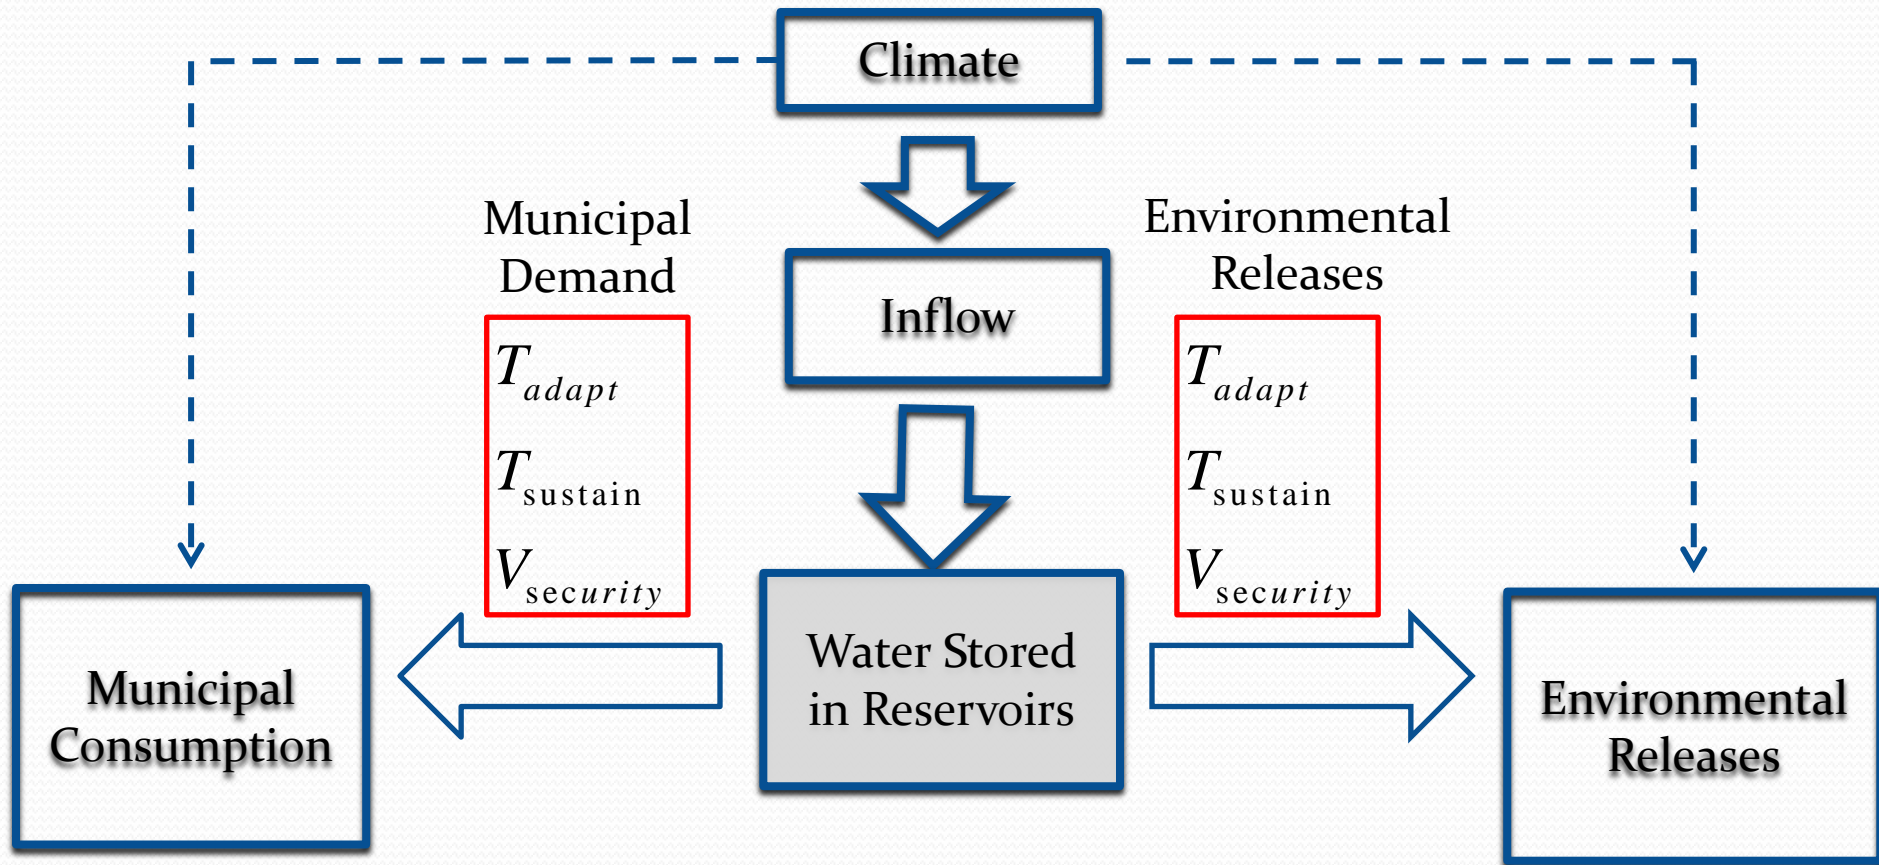 Climate
Municipal
Demand
Environmental
Releases
Inflow
T_adapt
T_sustain
V_security
T_adapt
T_sustain
V_security
Municipal
Consumption
Water Stored
in Reservoirs
Environmental
Releases